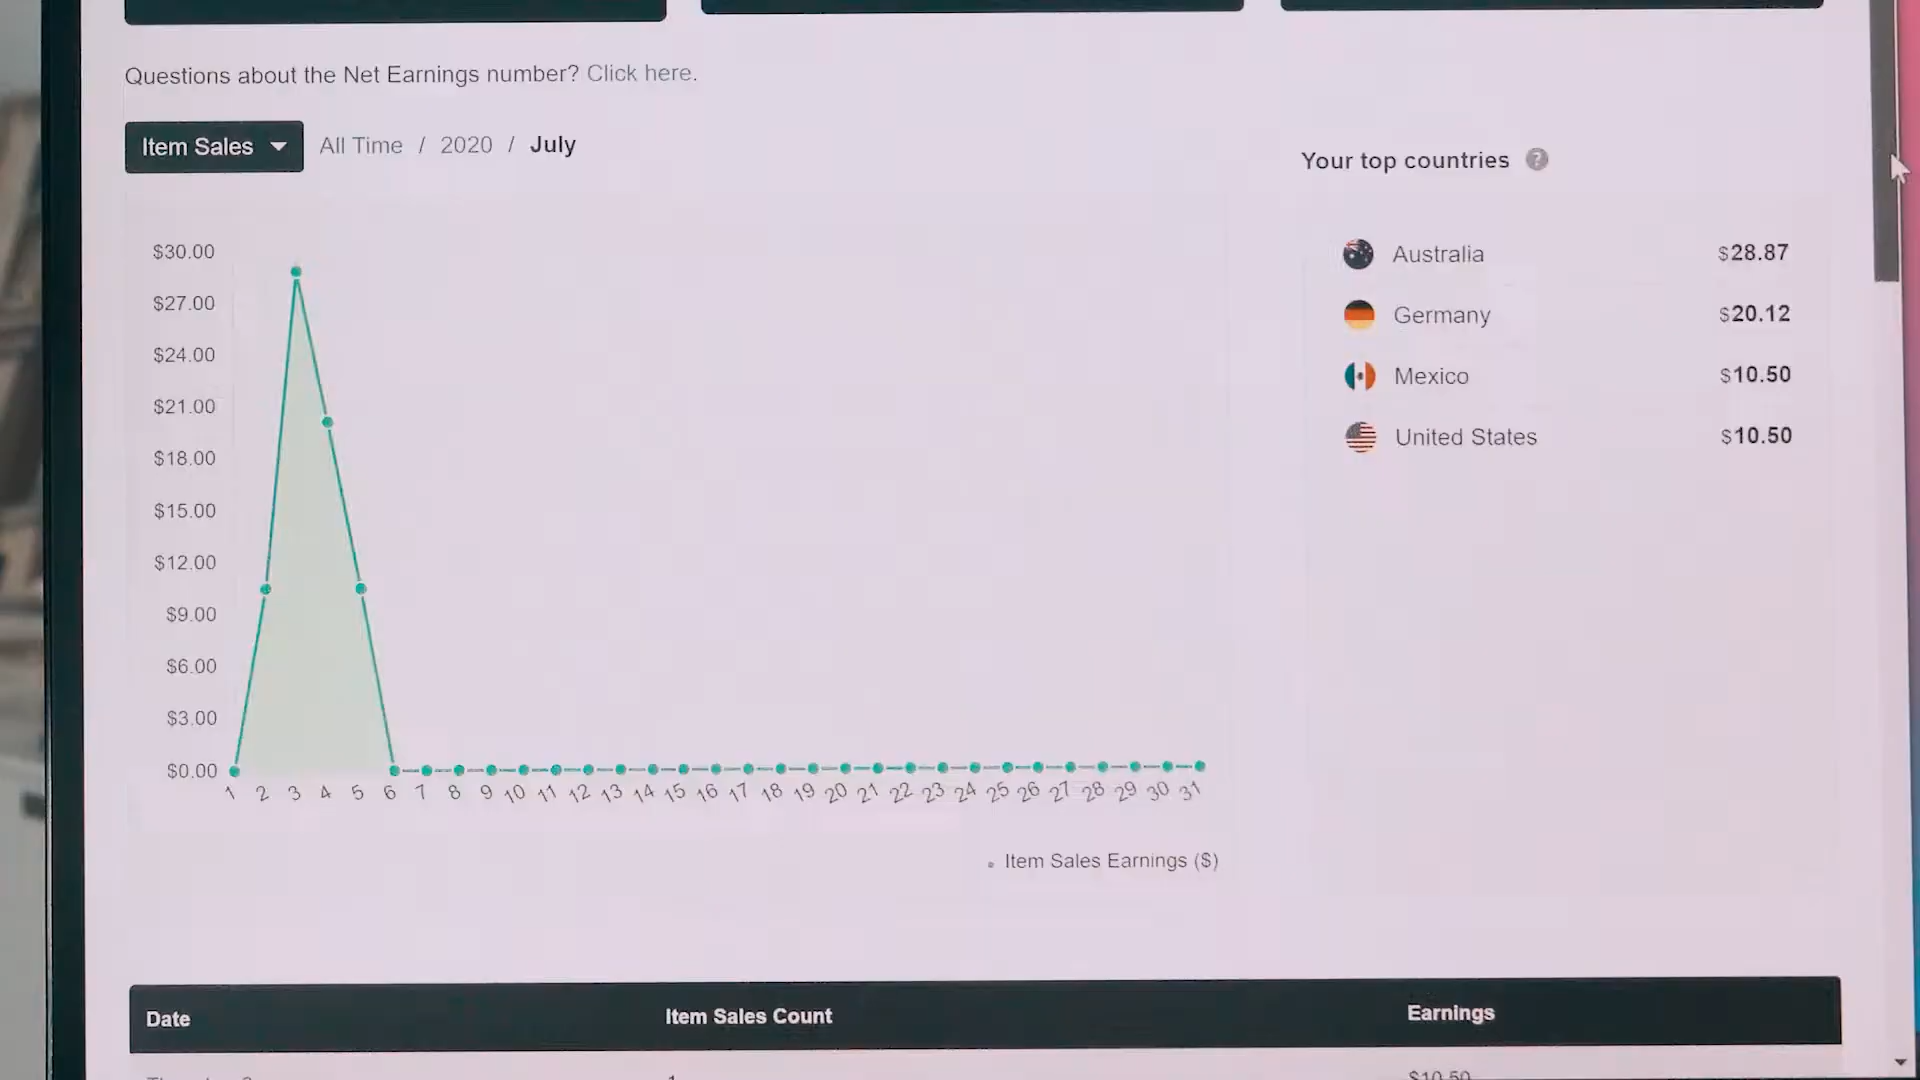 Questions about the Net Earnings number? Click here.
Item Sales All Time / 2020 / July
Your top countries ?
$30.00
$27.00
$24.00
$21.00
$18.00
$15.00
$12.00
$9.00
$6.00
$3.00
$0.00
1 2 3 4 5 6 7 8 9 10 11 12 13 14 15 16 17 18 19 20 21 22 23 24 25 26 27 28 29 30 31
Item Sales Earnings ($)
Australia $28.87
Germany $20.12
Mexico $10.50
United States $10.50
Date Item Sales Count Earnings
$10.50